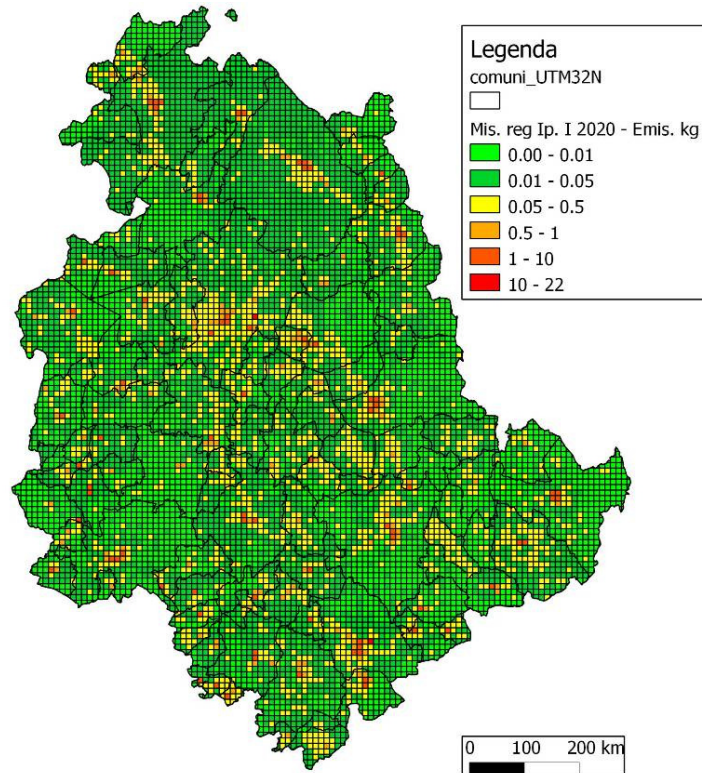 Legenda
comuni_UTM32N
Mis. reg Ip. I 2020 - Emis. kg
0.00 - 0.01
0.01 - 0.05
0.05 - 0.5
0.5 - 1
1 - 10
10 - 22
0 100 200 km